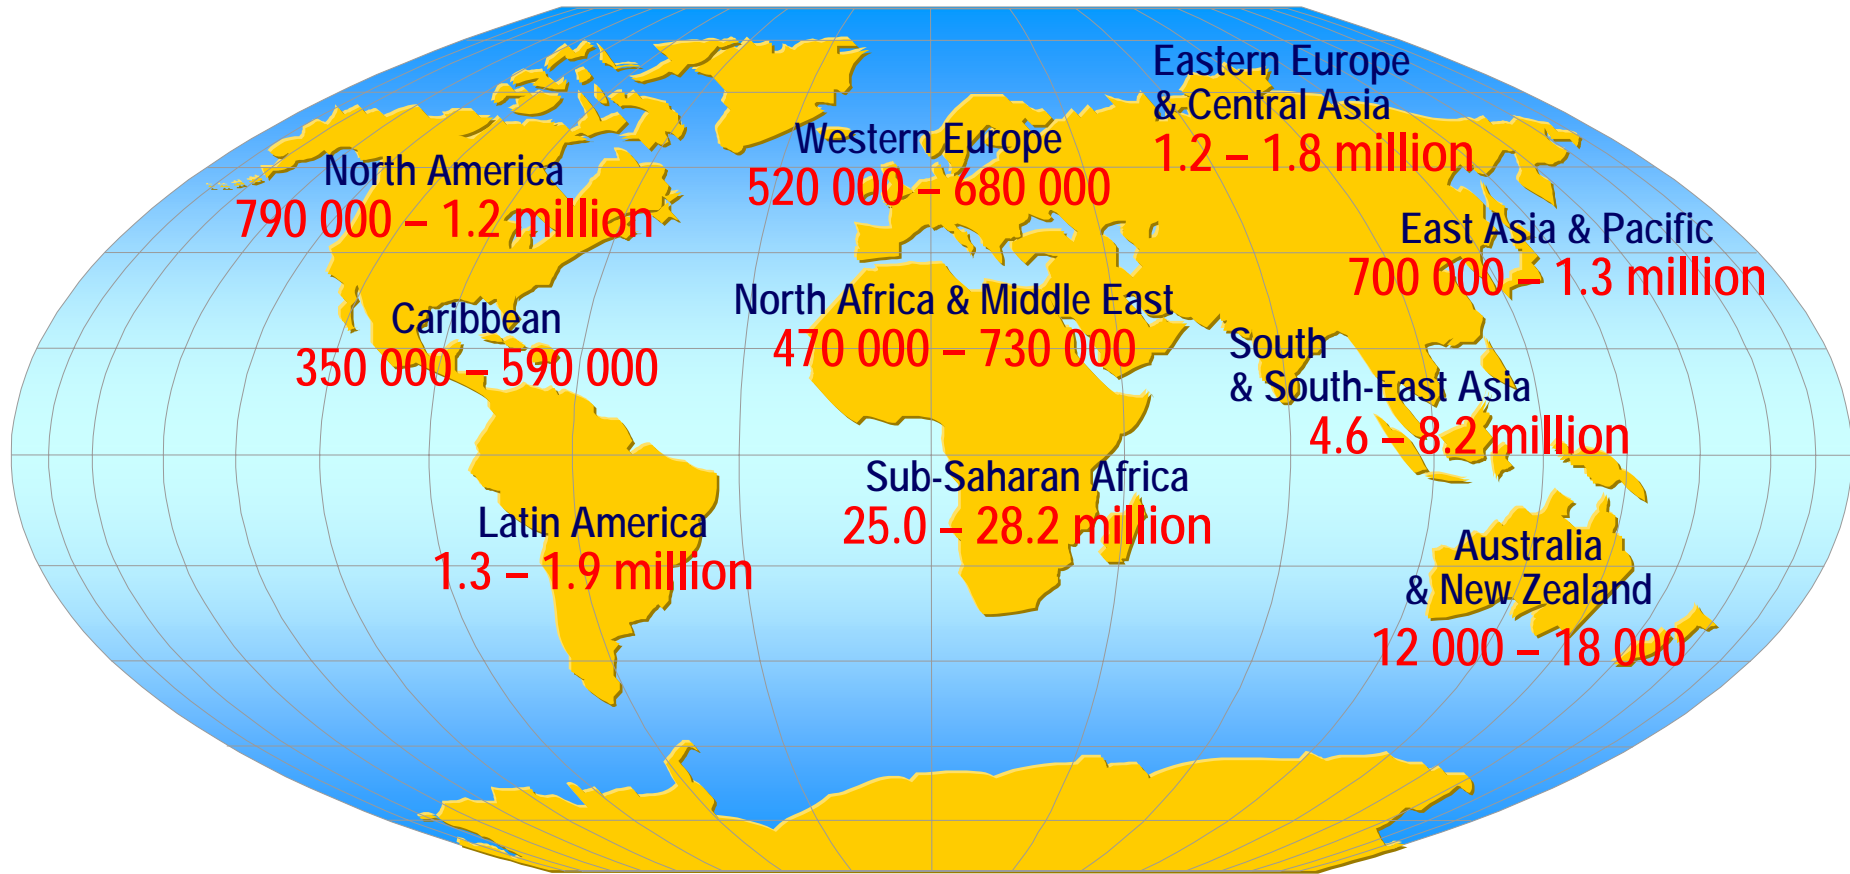 Eastern Europe
& Central Asia
1.2 – 1.8 million
Western Europe
520 000 – 680 000
North America
790 000 – 1.2 million
East Asia & Pacific
700 000 – 1.3 million
North Africa & Middle East
470 000 – 730 000
Caribbean
350 000 – 590 000
South
& South-East Asia
4.6 – 8.2 million
Sub-Saharan Africa
25.0 – 28.2 million
Latin America
1.3 – 1.9 million
Australia
& New Zealand
12 000 – 18 000